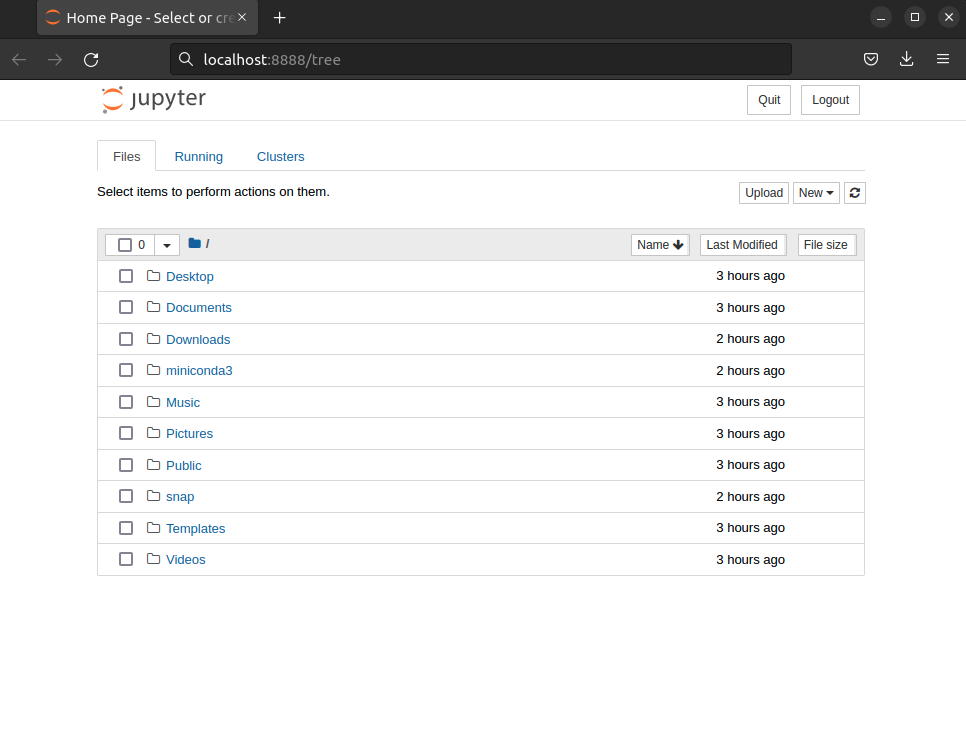 Home Page - Select or cre
localhost:8888/tree
jupyter
Quit
Logout
Files
Running
Clusters
Select items to perform actions on them.
Upload
New
0
/
Name
Last Modified
File size
Desktop
3 hours ago
Documents
3 hours ago
Downloads
2 hours ago
miniconda3
2 hours ago
Music
3 hours ago
Pictures
3 hours ago
Public
3 hours ago
snap
2 hours ago
Templates
3 hours ago
Videos
3 hours ago